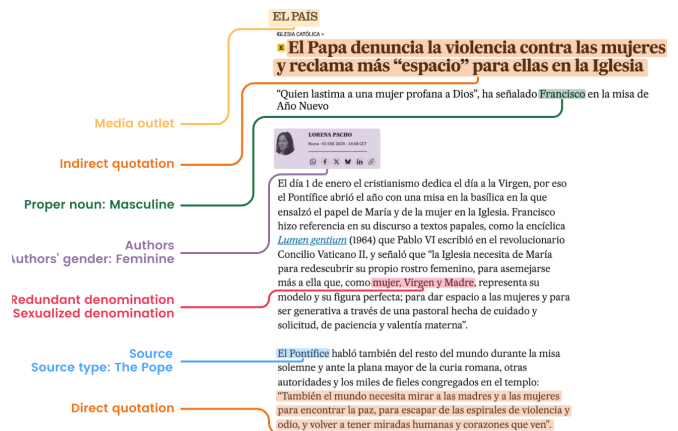 EL PAÍS
IGLESIA CATÓLICA >
El Papa denuncia la violencia contra las mujeres
y reclama más “espacio” para ellas en la Iglesia
“Quien lastima a una mujer profana a Dios”, ha señalado Francisco en la misa de
Año Nuevo
Media outlet
LORENA PACHO
Roma - 01 ENE 2024 - 16:08 CET
Indirect quotation
Proper noun: Masculine
Authors
Authors’ gender: Feminine
El día 1 de enero el cristianismo dedica el día a la Virgen, por eso
el Pontífice abrió el año con una misa en la basílica en la que
ensalzó el papel de María y de la mujer en la Iglesia. Francisco
hizo referencia en su discurso a textos papales, como la encíclica
Lumen gentium (1964) que Pablo VI escribió en el revolucionario
Concilio Vaticano II, y señaló que “la Iglesia necesita de María
para redescubrir su propio rostro femenino, para asemejarse
más a ella que, como mujer, Virgen y Madre, representa su
modelo y su figura perfecta; para dar espacio a las mujeres y para
ser generativa a través de una pastoral hecha de cuidado y
solicitud, de paciencia y valentía materna”.
Redundant denomination
Sexualized denomination
Source
Source type: The Pope
El Pontífice habló también del resto del mundo durante la misa
solemne y ante la plana mayor de la curia romana, otras
autoridades y los miles de fieles congregados en el templo:
“También el mundo necesita mirar a las madres y a las mujeres
para encontrar la paz, para escapar de las espirales de violencia y
odio, y volver a tener miradas humanas y corazones que ven”.
Direct quotation